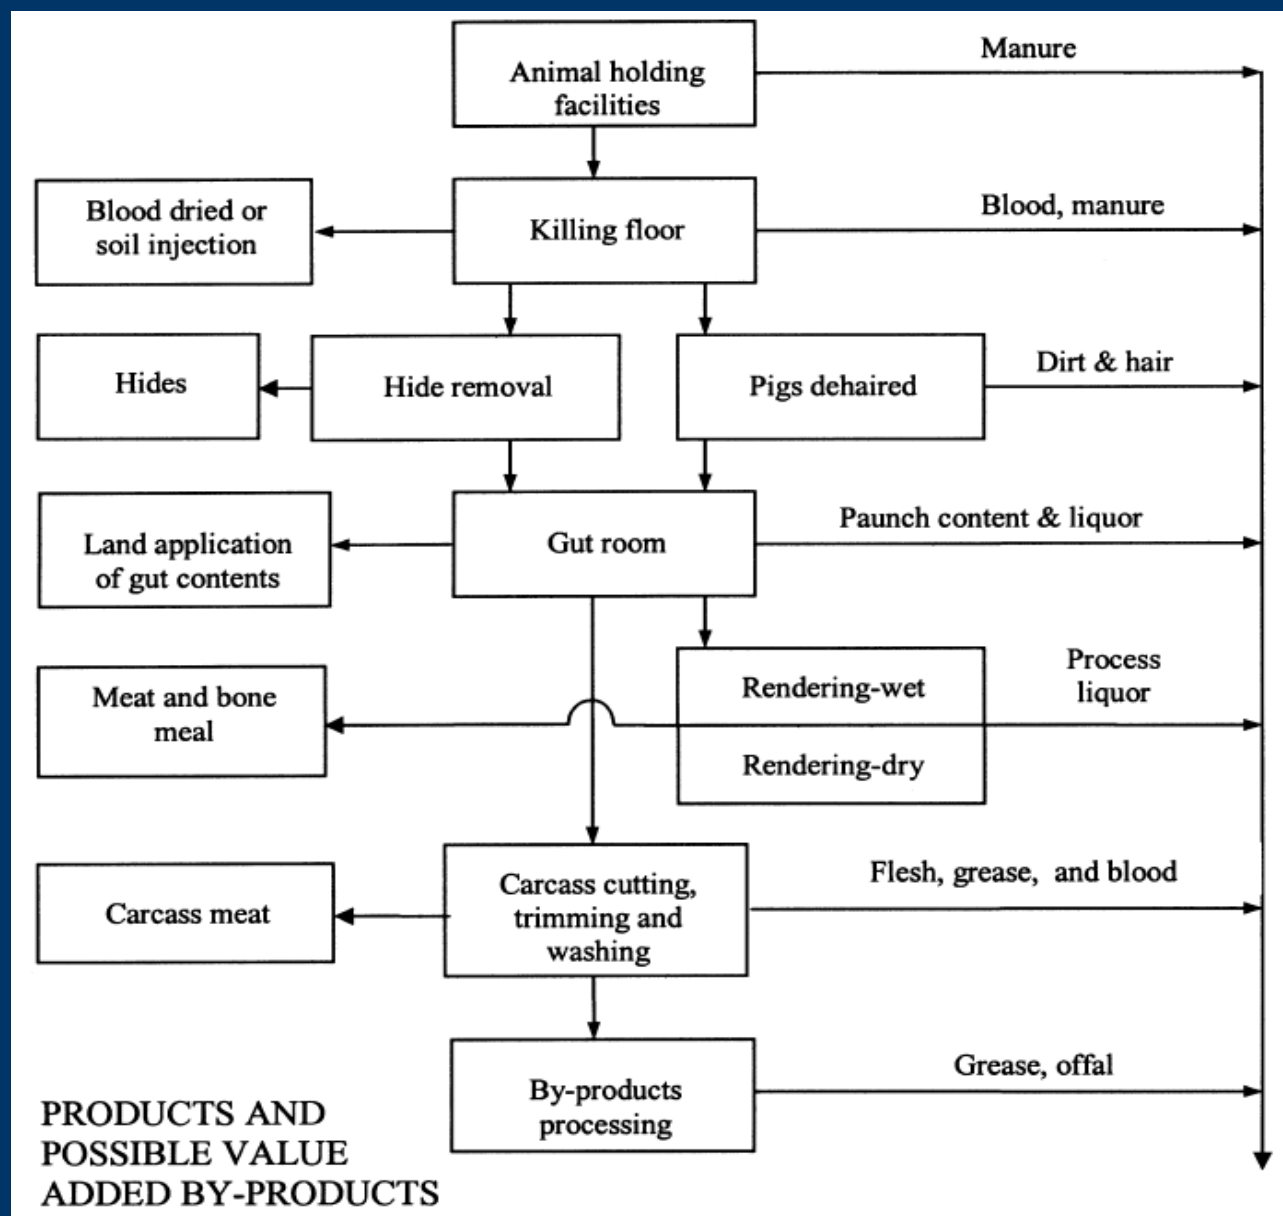 Manure
Animal holding
facilities
Blood dried or
soil injection
Killing floor
Blood, manure
Hides
Hide removal
Pigs dehaired
Dirt & hair
Land application
of gut contents
Gut room
Paunch content & liquor
Meat and bone
meal
Rendering-wet
Rendering-dry
Process
liquor
Carcass meat
Carcass cutting,
trimming and
washing
Flesh, grease, and blood
By-products
processing
Grease, offal
PRODUCTS AND
POSSIBLE VALUE
ADDED BY-PRODUCTS